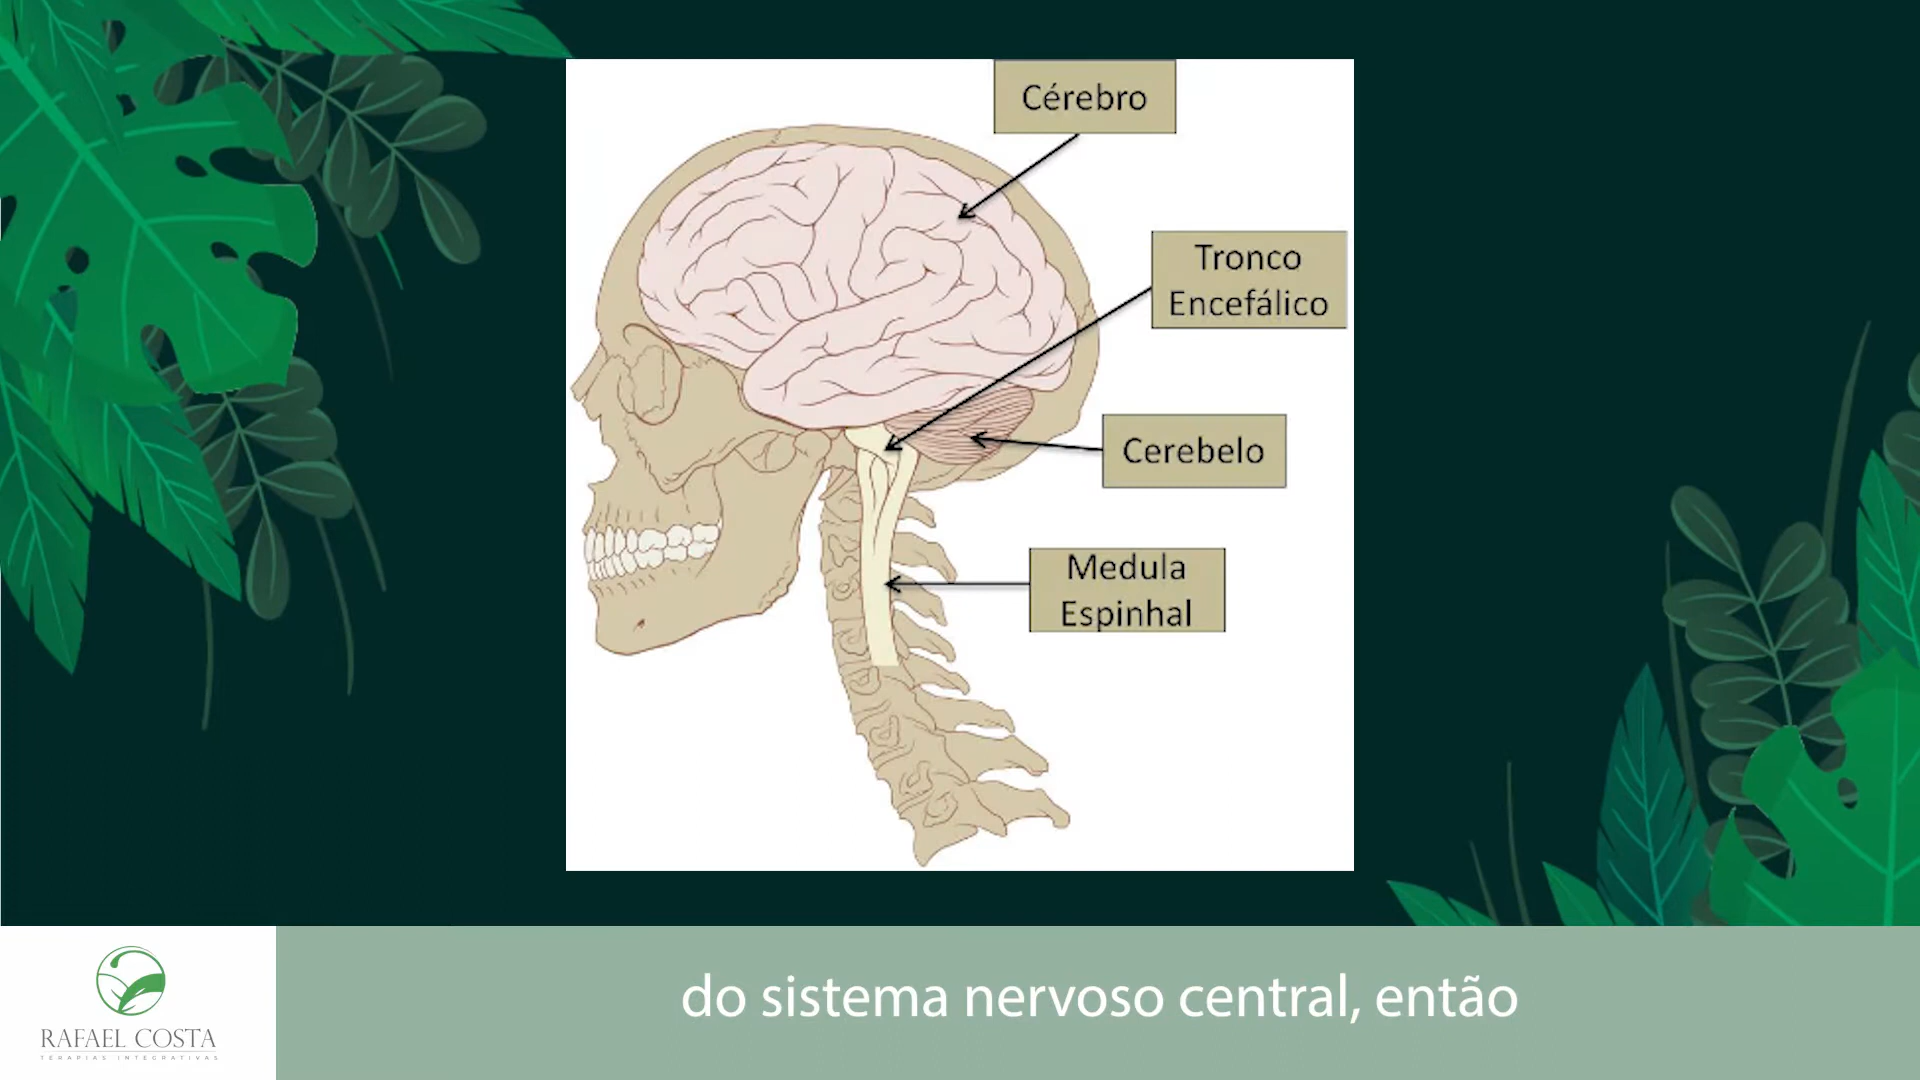 Cérebro
Tronco
Encefálico
Cerebelo
Medula
Espinhal
do sistema nervoso central, então
RAFAEL COSTA
TERAPIAS INTEGRATIVAS